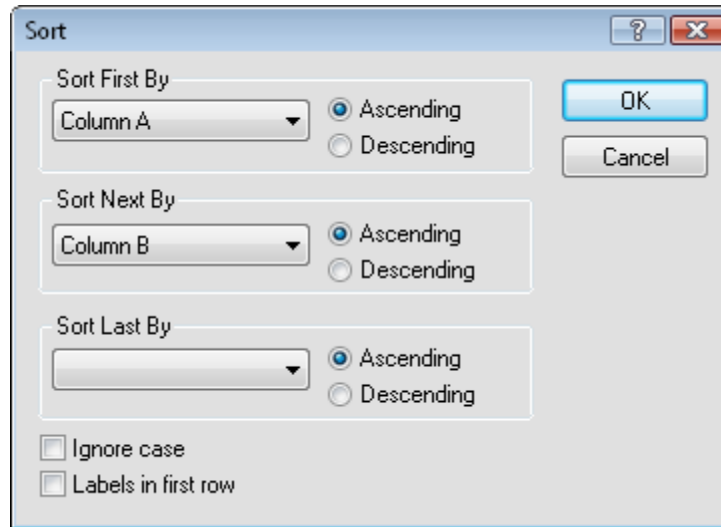 Sort
?
Sort First By
Column A
Ascending
Descending
OK
Cancel
Sort Next By
Column B
Ascending
Descending
Sort Last By
Ascending
Descending
Ignore case
Labels in first row